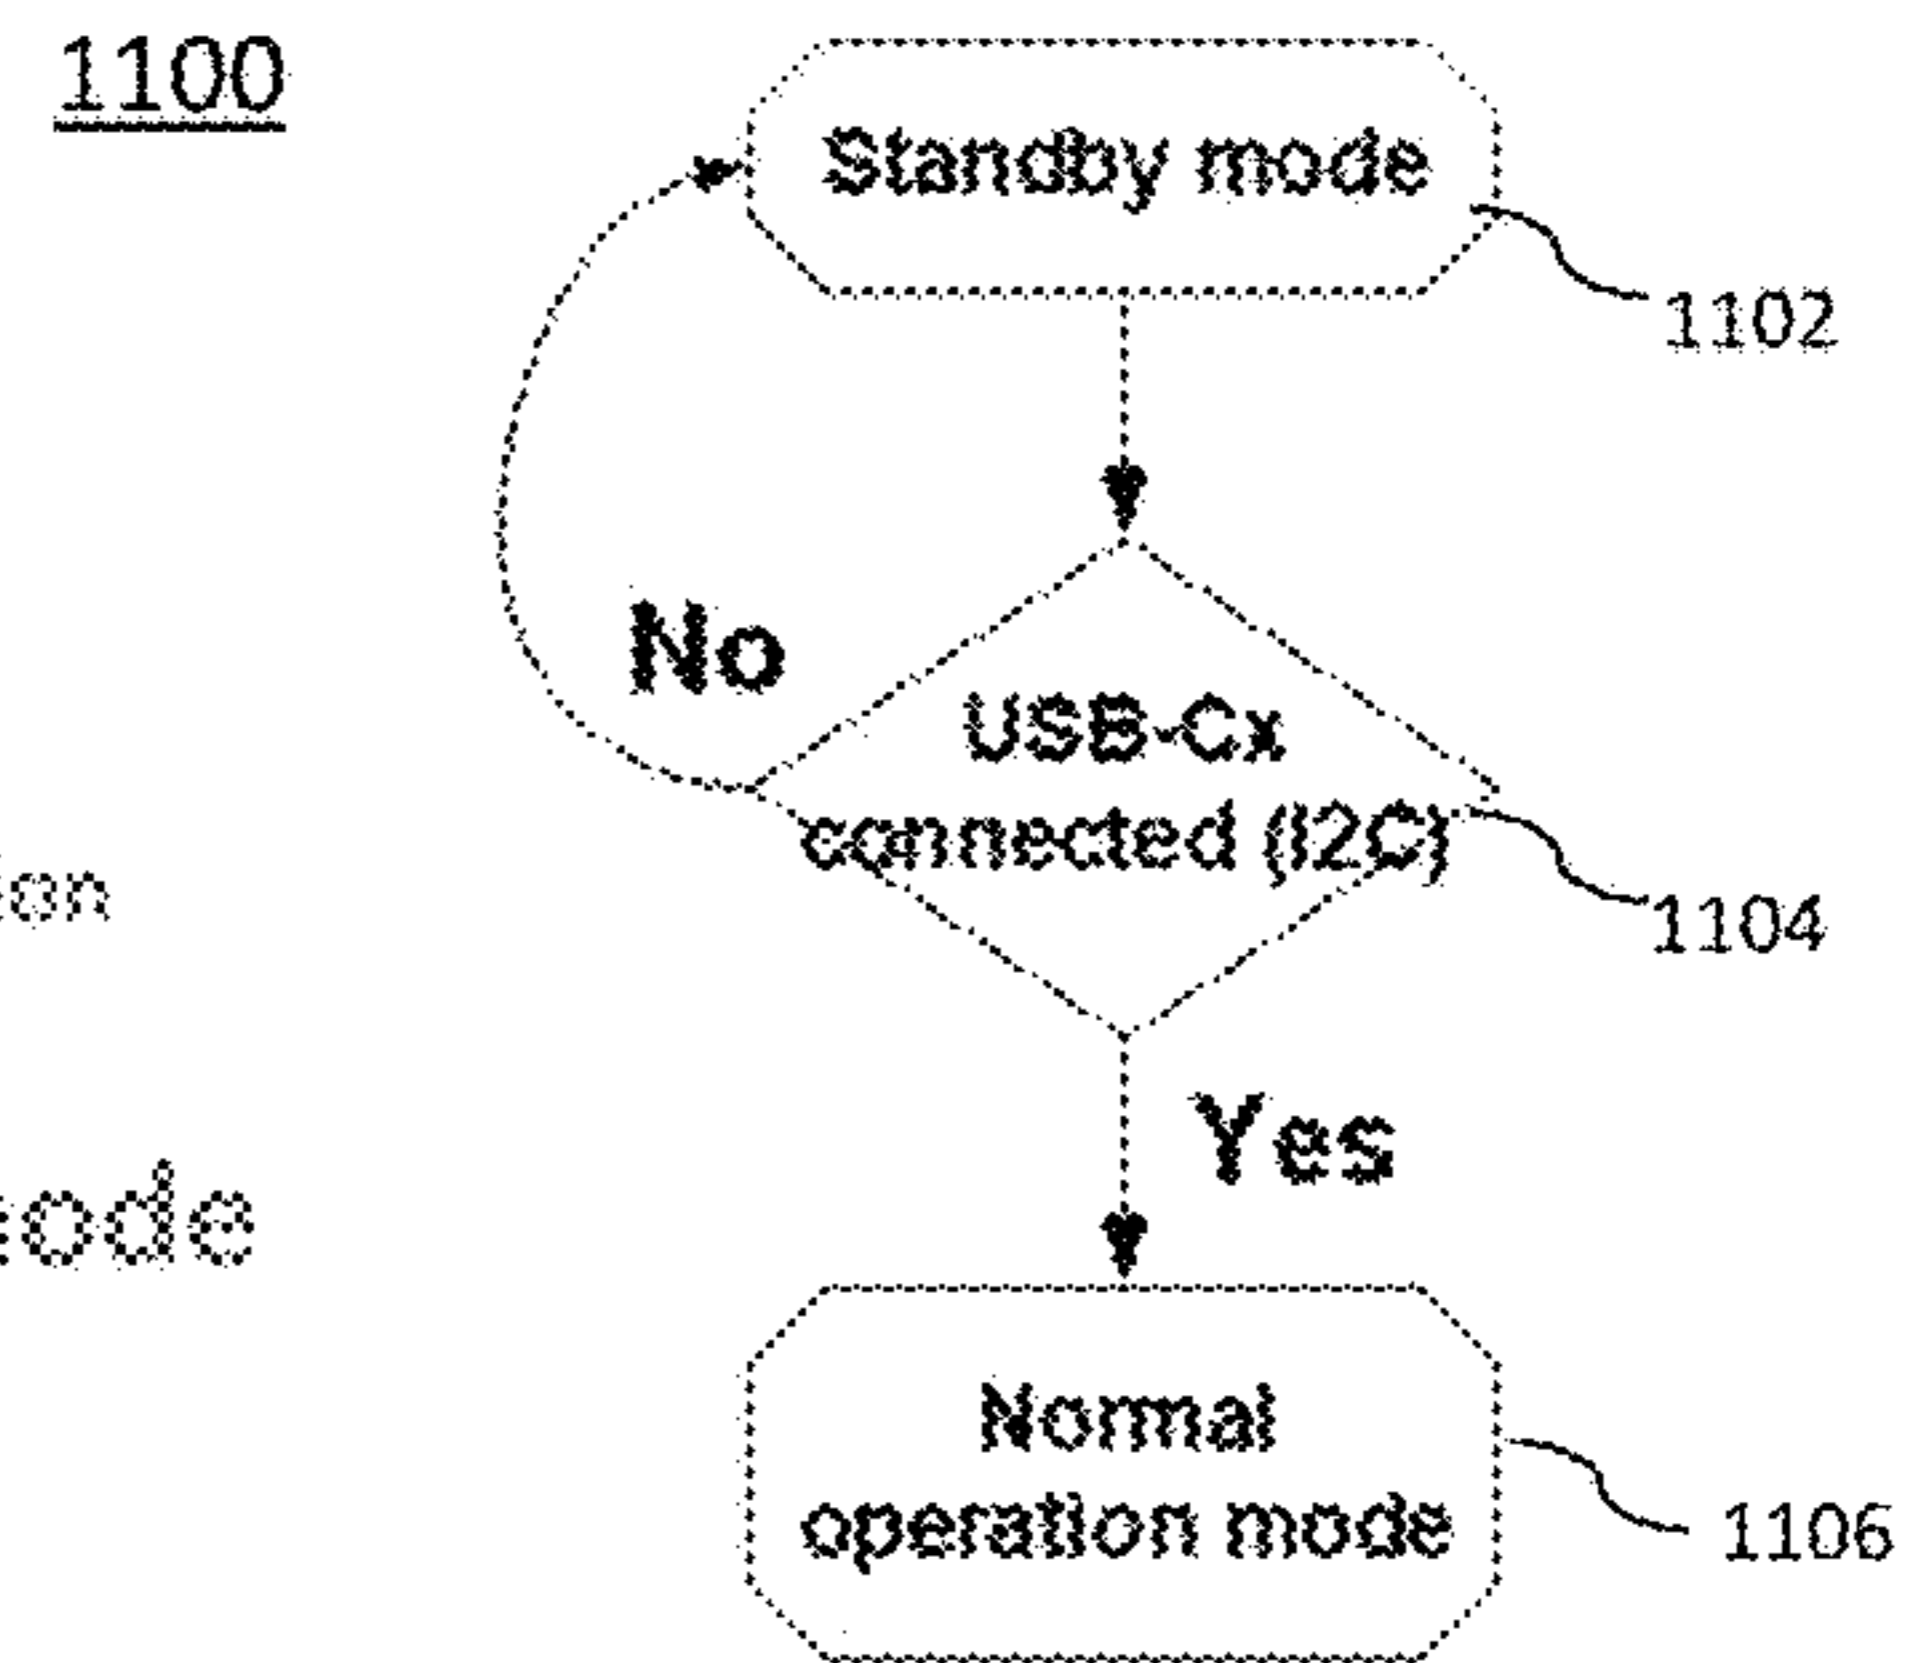 1100
Standby mode
1102
No
USB-Cx
connected (I2C)
1104
Yes
Normal
operation mode
1106